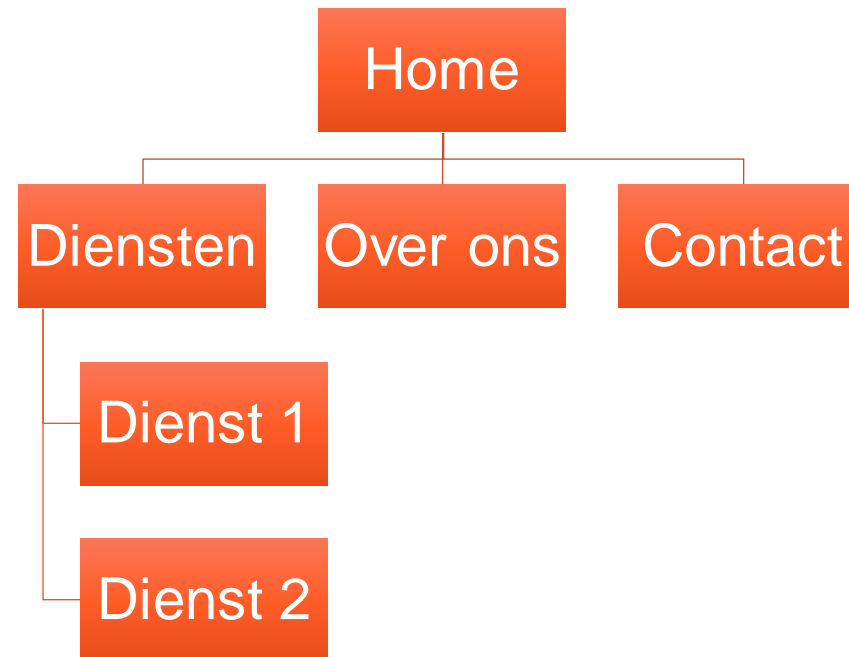 Home
Diensten
Over ons
Contact
Dienst 1
Dienst 2